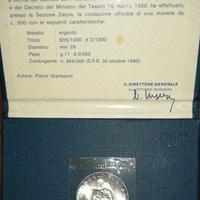 e del Decreto del Ministro del Tesoro 18 marzo 1980 ha effettuato,
presso la Sezione Zecca, la coniazione ufficiale di una moneta da
L. 500 con le seguenti caratteristiche:
Metallo : argento
Titolo : 835/1000 ± 3/1000
Diametro : mm 29
Peso : g 11 ± 0,055
Contingente: n. 269.000 (D.P.R. 30 ottobre 1980)
Autore: Pietro Giampaoli
IL DIRETTORE GENERALE